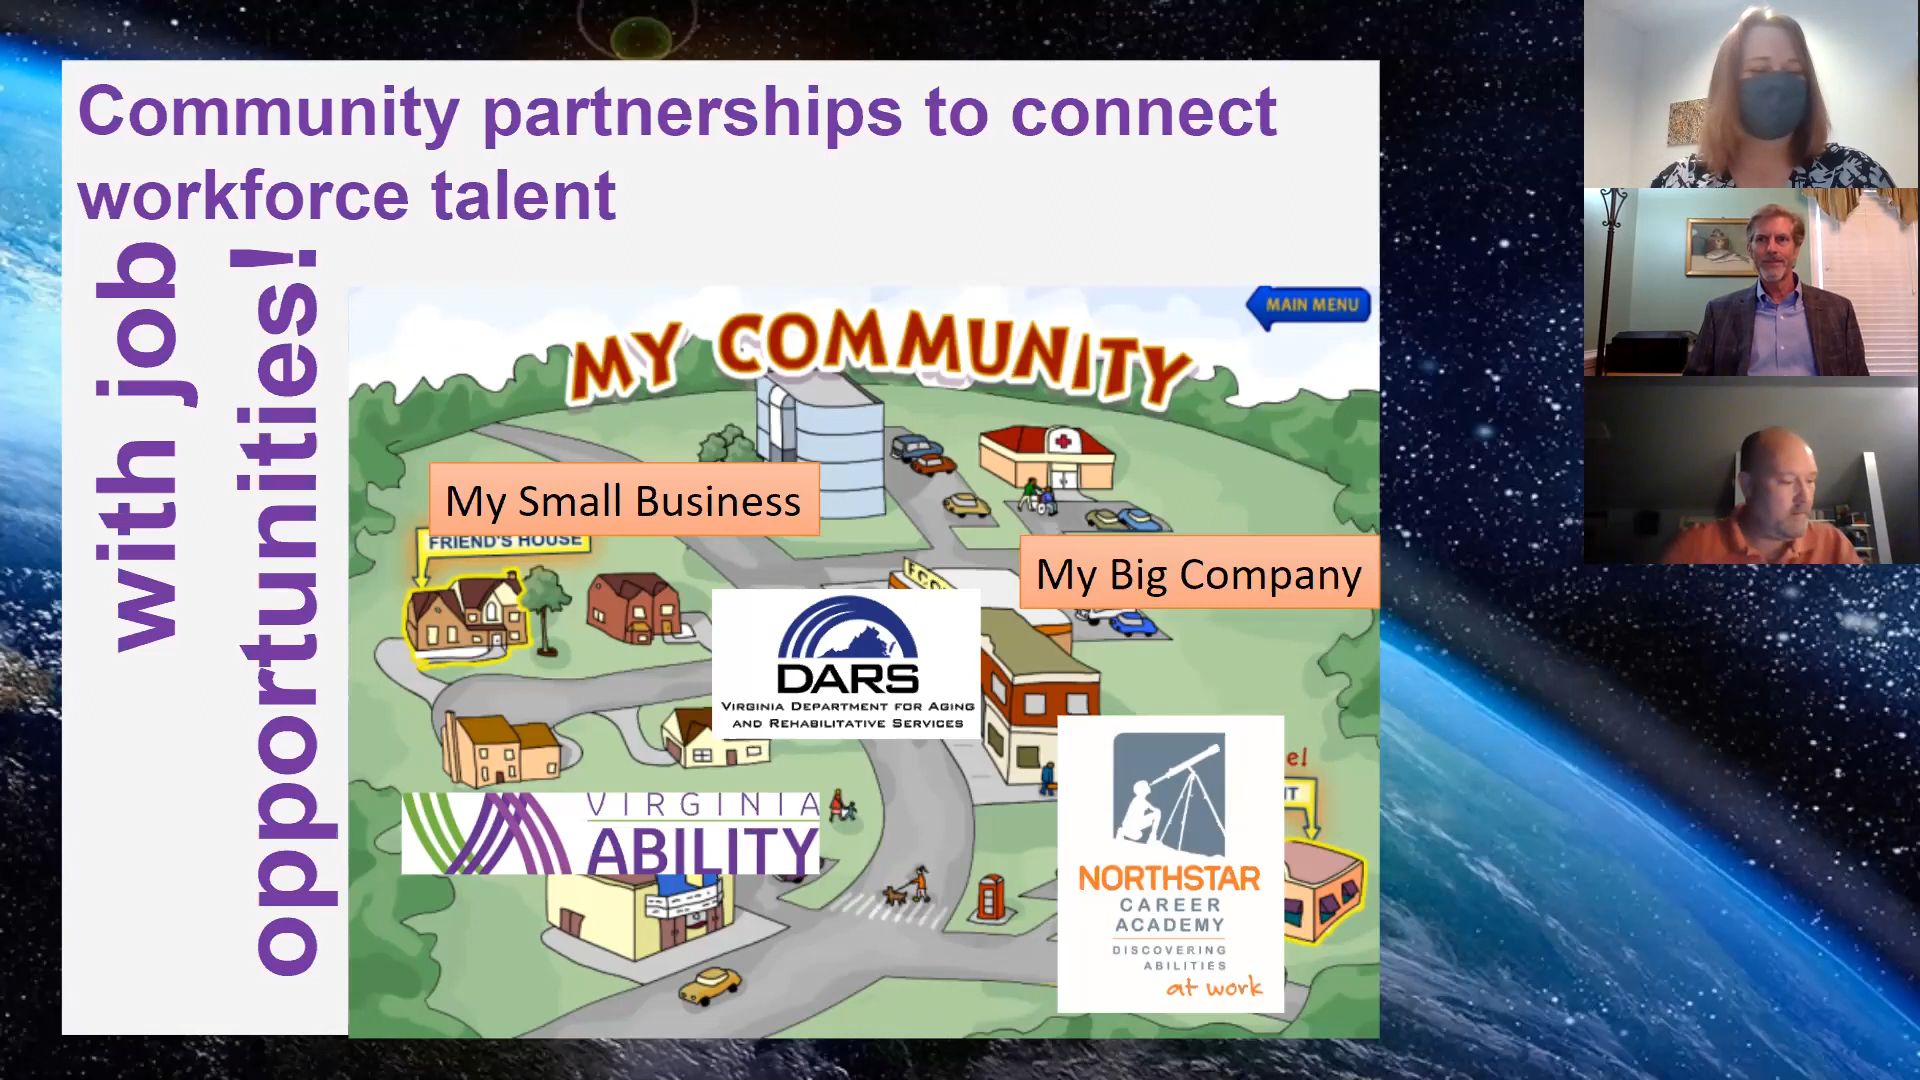 Community partnerships to connect
workforce talent
with job
opportunities!
MAIN MENU
MY COMMUNITY
My Small Business
FRIEND'S HOUSE
My Big Company
DARS
VIRGINIA DEPARTMENT FOR AGING
AND REHABILITATIVE SERVICES
VIRGINIA
ABILITY
e!
IT
NORTHSTAR
CAREER
ACADEMY
DISCOVERING
ABILITIES
at work